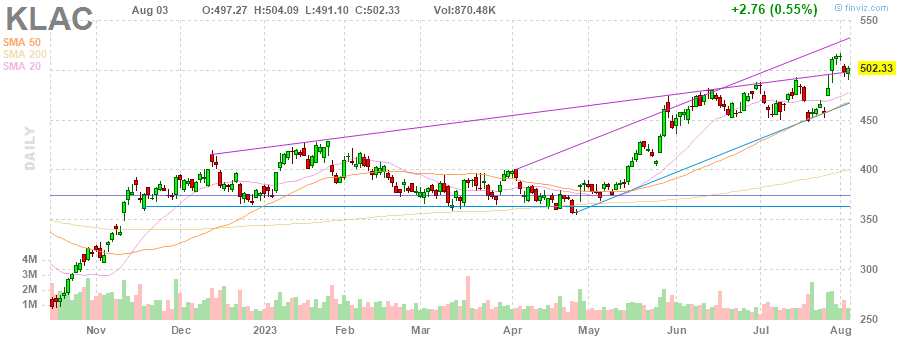 KLAC Aug 03 O:497.27 H:504.09 L:491.10 C:502.33 Vol:870.48K +2.76 (0.55%) finviz.com
SMA 50
SMA 200
SMA 20
DAILY
550
502.33
450
400
350
300
250
4M
3M
2M
1M
Nov Dec 2023 Feb Mar Apr May Jun Jul Aug